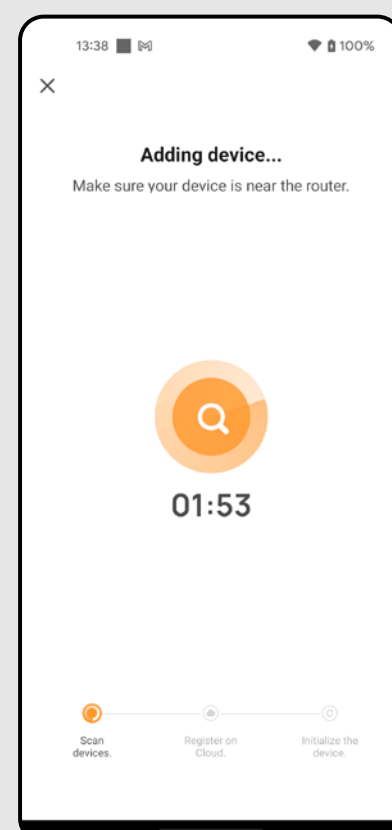 13:38 100%
Adding device...
Make sure your device is near the router.
01:53
Scan
devices.
Register on
Cloud.
Initialize the
device.